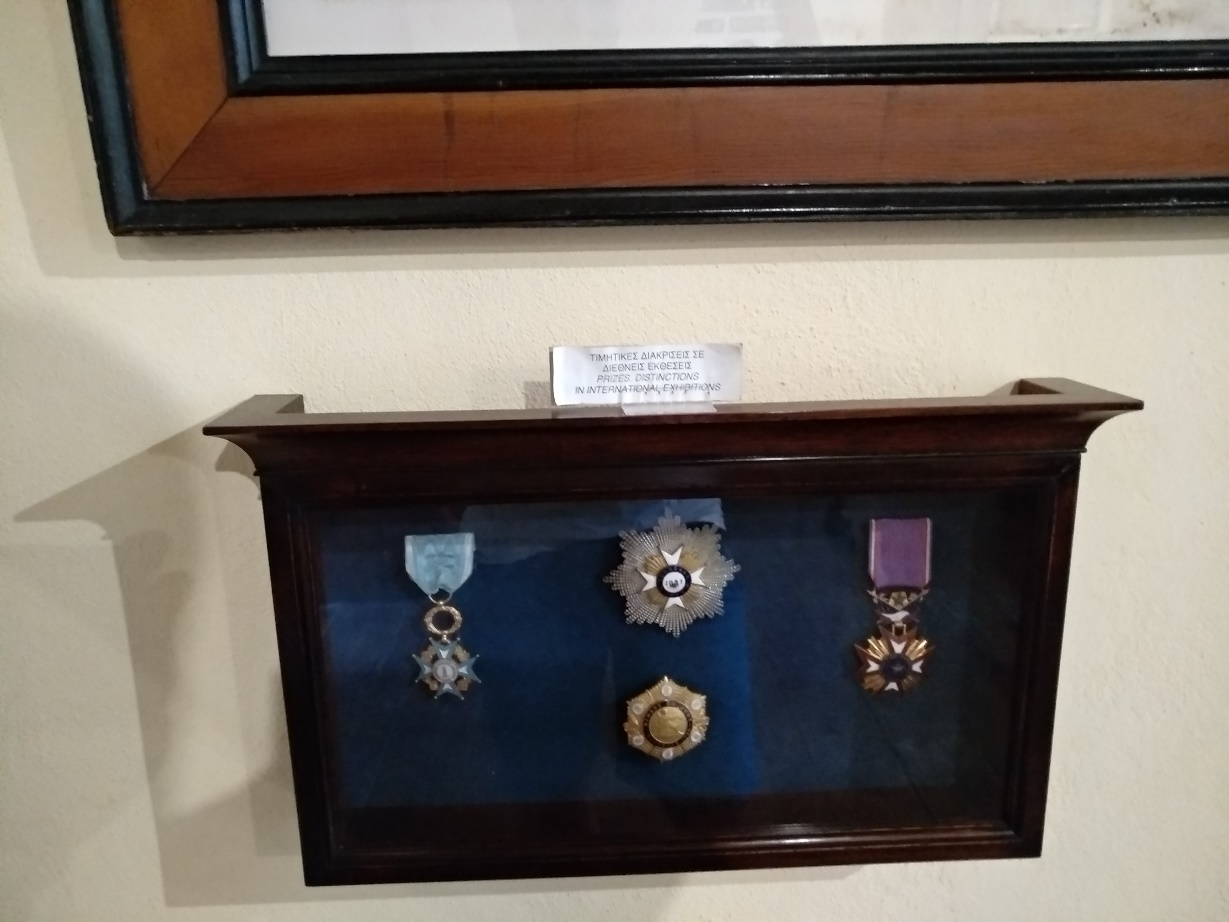 ΤΙΜΗΤΙΚΕΣ ΔΙΑΚΡΙΣΕΙΣ ΣΕ
ΔΙΕΘΝΕΙΣ ΕΚΘΕΣΕΙΣ
PRIZES, DISTINCTIONS
IN INTERNATIONAL EXHIBITIONS